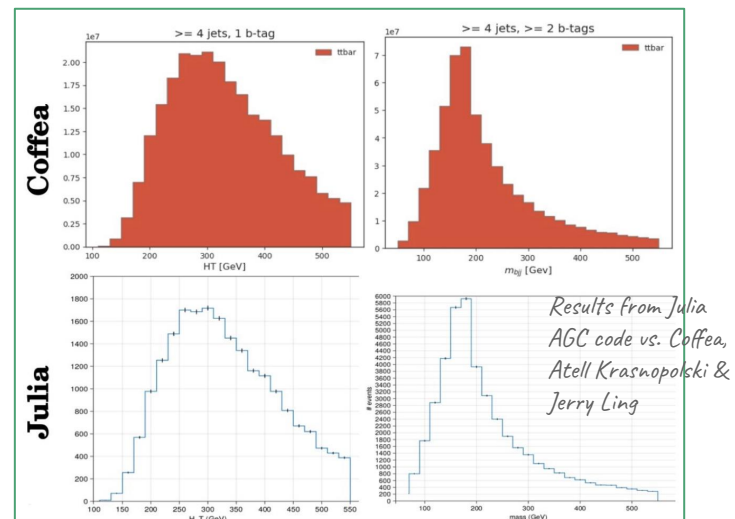 >= 4 jets, 1 b-tag
1e7
ttbar
2.00
1.75
1.50
1.25
1.00
0.75
0.50
0.25
0.00
100 200 300 400 500
HT [GeV]
>= 4 jets, >= 2 b-tags
1e7
ttbar
7
6
5
4
3
2
1
0
100 200 300 400 500
m_bjj [Gev]
Coffea
Julia
2000
1800
1600
1400
1200
1000
800
600
400
200
0
100 150 200 250 300 350 400 450 500 550
H_T (GeV)
6000
5800
5600
5400
5200
5000
4800
4600
4400
4200
4000
3800
3600
3400
3200
3000
2800
2600
2400
2200
2000
1800
1600
1400
1200
1000
800
600
400
200
0
# events
100 200 300 400 500
mass (GeV)
Results from Julia
AGC code vs. Coffea,
Atell Krasnopolski &
Jerry Ling